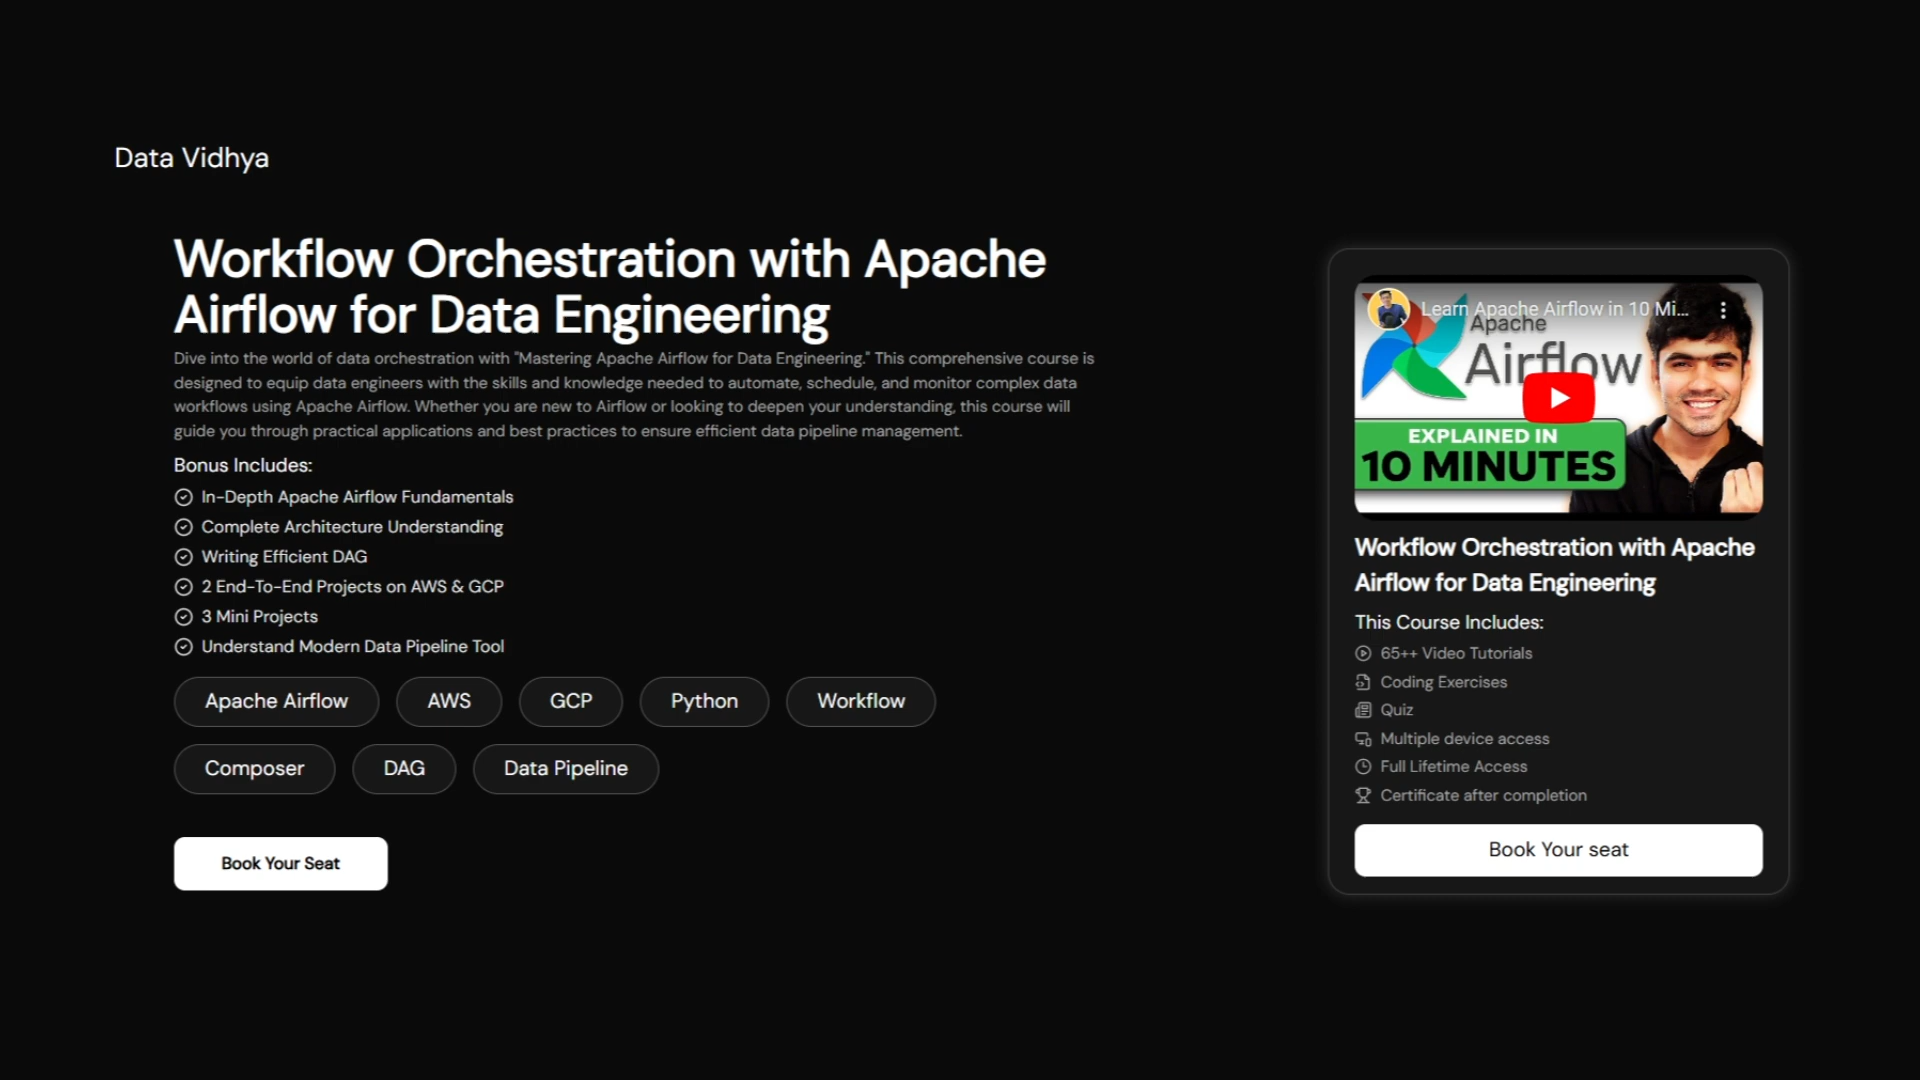 Data Vidhya
Workflow Orchestration with Apache
Airflow for Data Engineering
Dive into the world of data orchestration with "Mastering Apache Airflow for Data Engineering." This comprehensive course is
designed to equip data engineers with the skills and knowledge needed to automate, schedule, and monitor complex data
workflows using Apache Airflow. Whether you are new to Airflow or looking to deepen your understanding, this course will
guide you through practical applications and best practices to ensure efficient data pipeline management.
Bonus Includes:
In-Depth Apache Airflow Fundamentals
Complete Architecture Understanding
Writing Efficient DAG
2 End-To-End Projects on AWS & GCP
3 Mini Projects
Understand Modern Data Pipeline Tool
Apache Airflow AWS GCP Python Workflow
Composer DAG Data Pipeline
Book Your Seat
Learn Apache Airflow in 10 Mi...
Apache
Airflow
EXPLAINED IN
10 MINUTES
Workflow Orchestration with Apache
Airflow for Data Engineering
This Course Includes:
65++ Video Tutorials
Coding Exercises
Quiz
Multiple device access
Full Lifetime Access
Certificate after completion
Book Your seat